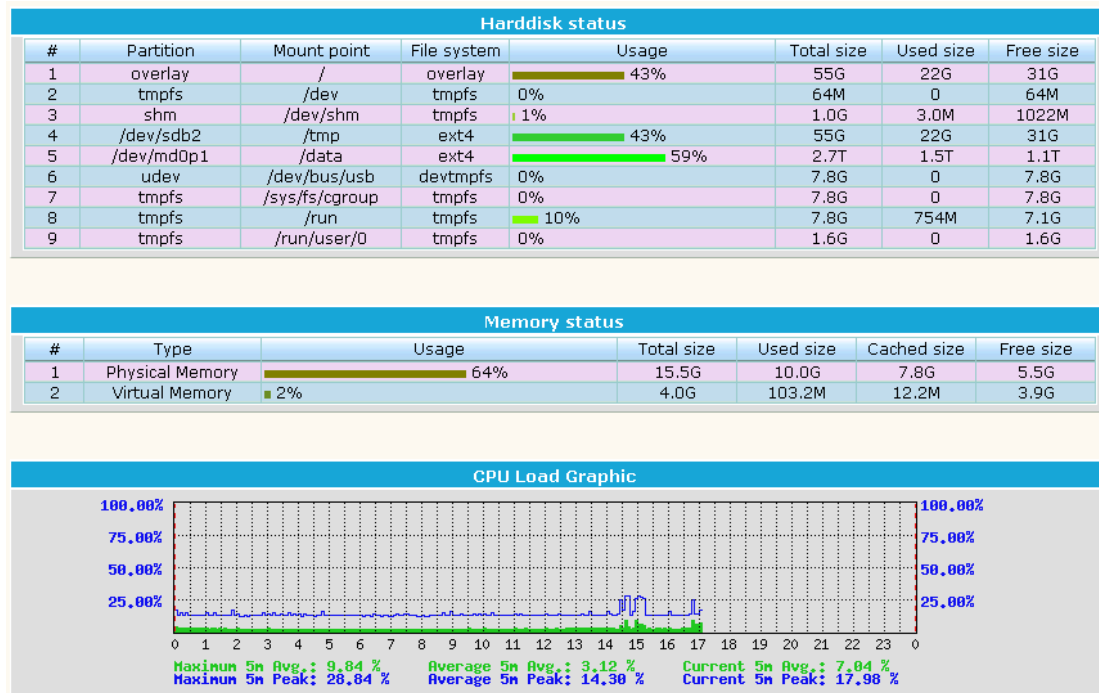 Harddisk status
# Partition Mount point File system Usage Total size Used size Free size
1 overlay / overlay 43% 55G 22G 31G
2 tmpfs /dev tmpfs 0% 64M 0 64M
3 shm /dev/shm tmpfs 1% 1.0G 3.0M 1022M
4 /dev/sdb2 /tmp ext4 43% 55G 22G 31G
5 /dev/md0p1 /data ext4 59% 2.7T 1.5T 1.1T
6 udev /dev/bus/usb devtmpfs 0% 7.8G 0 7.8G
7 tmpfs /sys/fs/cgroup tmpfs 0% 7.8G 0 7.8G
8 tmpfs /run tmpfs 10% 7.8G 754M 7.1G
9 tmpfs /run/user/0 tmpfs 0% 1.6G 0 1.6G
Memory status
# Type Usage Total size Used size Cached size Free size
1 Physical Memory 64% 15.5G 10.0G 7.8G 5.5G
2 Virtual Memory 2% 4.0G 103.2M 12.2M 3.9G
CPU Load Graphic
100.00% 100.00%
75.00% 75.00%
50.00% 50.00%
25.00% 25.00%
0 1 2 3 4 5 6 7 8 9 10 11 12 13 14 15 16 17 18 19 20 21 22 23 0
Maximum 5m Avg.: 9.84 % Average 5m Avg.: 3.12 % Current 5m Avg.: 7.04 %
Maximum 5m Peak: 28.84 % Average 5m Peak: 14.30 % Current 5m Peak: 17.98 %